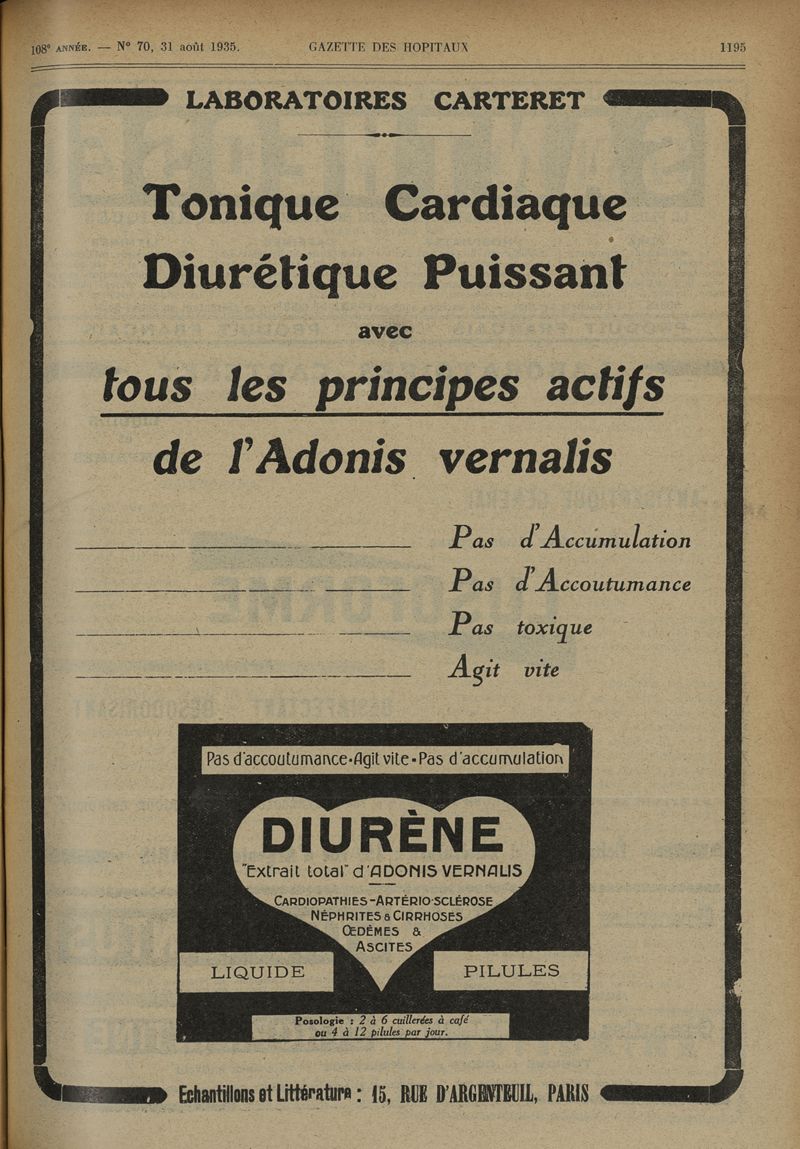 108e ANNÉE. — N° 70, 31 août 1935. GAZETTE DES HOPITAUX 1195
LABORATOIRES CARTERET
Tonique Cardiaque
Diurétique Puissant
avec
tous les principes actifs
de l'Adonis vernalis
Pas d'Accumulation
Pas d'Accoutumance
Pas toxique
Agit vite
Pas d'accoutumance•Agit vite•Pas d'accumulation
DIURÈNE
"Extrait total" d'ADONIS VERNALIS
CARDIOPATHIES-ARTÉRIO-SCLÉROSE
NÉPHRITES & CIRRHOSES
ŒDÈMES &
ASCITES
LIQUIDE PILULES
Posologie : 2 à 6 cuillerées à café
ou 4 à 12 pilules par jour.
Echantillons et Littérature : 15, RUE D'ARGENTEUIL, PARIS